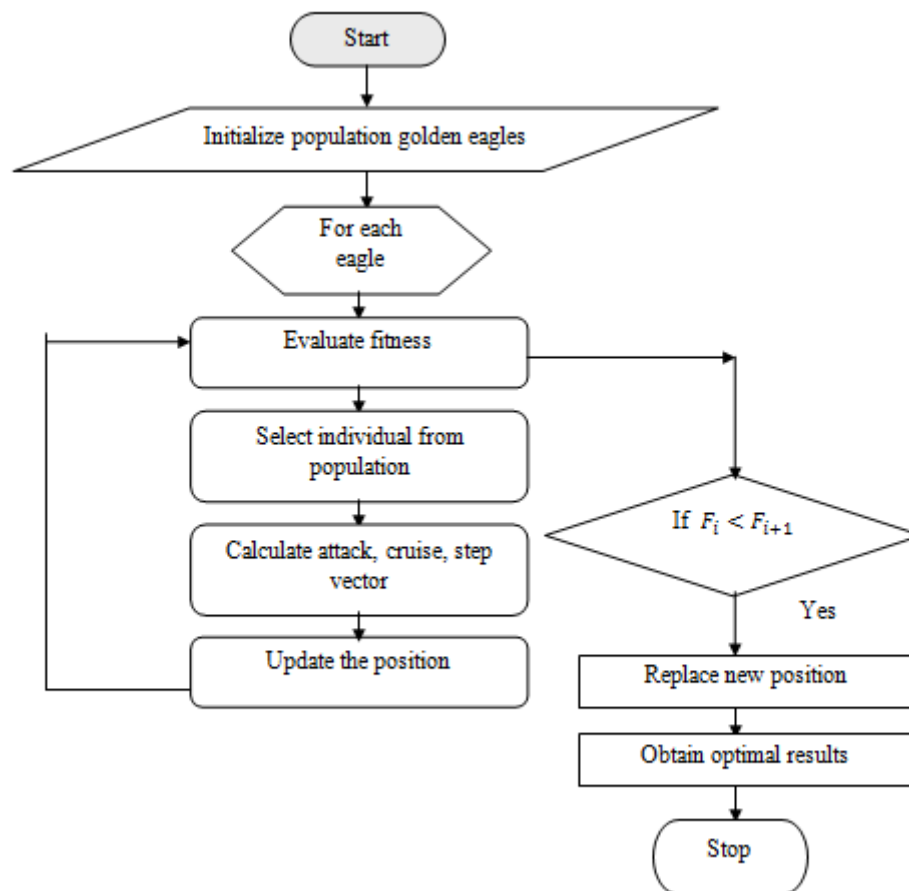 Start
Initialize population golden eagles
For each
eagle
Evaluate fitness
Select individual from
population
Calculate attack, cruise, step
vector
Update the position
If F_i < F_{i+1}
Yes
Replace new position
Obtain optimal results
Stop